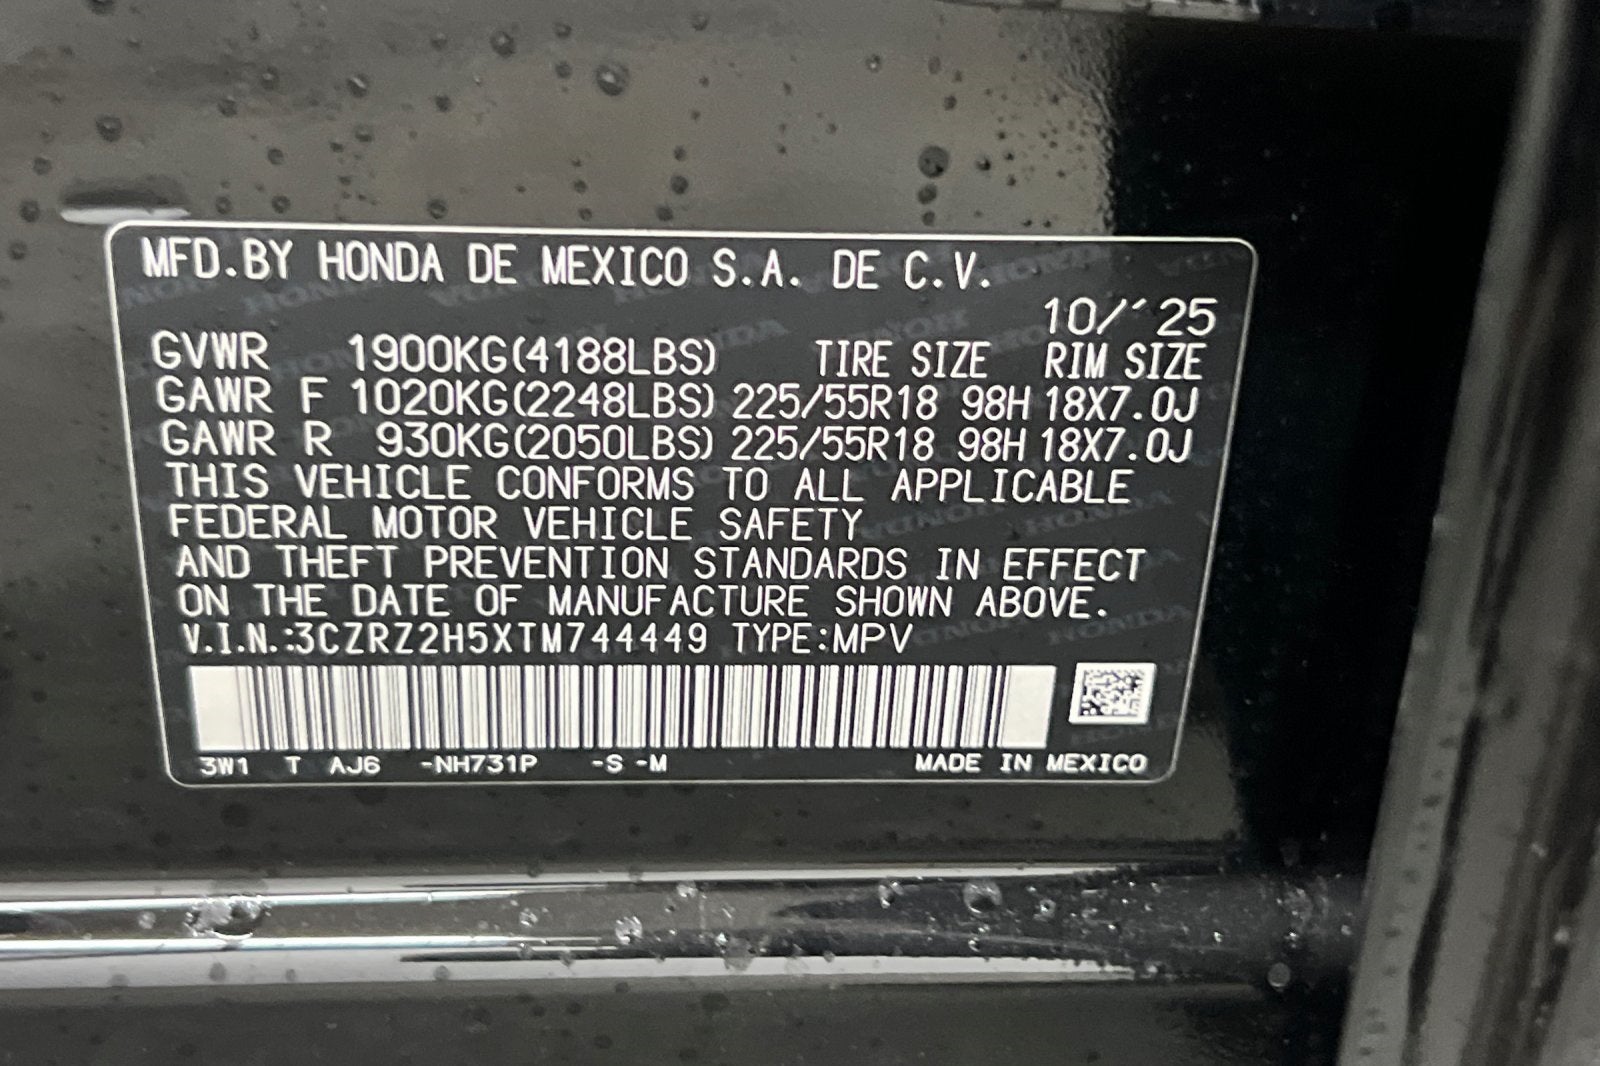 MFD.BY HONDA DE MEXICO S.A. DE C.V.
10/´25
GVWR 1900KG(4188LBS) TIRE SIZE RIM SIZE
GAWR F 1020KG(2248LBS) 225/55R18 98H 18X7.0J
GAWR R 930KG(2050LBS) 225/55R18 98H 18X7.0J
THIS VEHICLE CONFORMS TO ALL APPLICABLE
FEDERAL MOTOR VEHICLE SAFETY
AND THEFT PREVENTION STANDARDS IN EFFECT
ON THE DATE OF MANUFACTURE SHOWN ABOVE.
V.I.N.:3CZRZ2H5XTM744449 TYPE:MPV
3W1 T AJ6 -NH731P -S -M MADE IN MEXICO